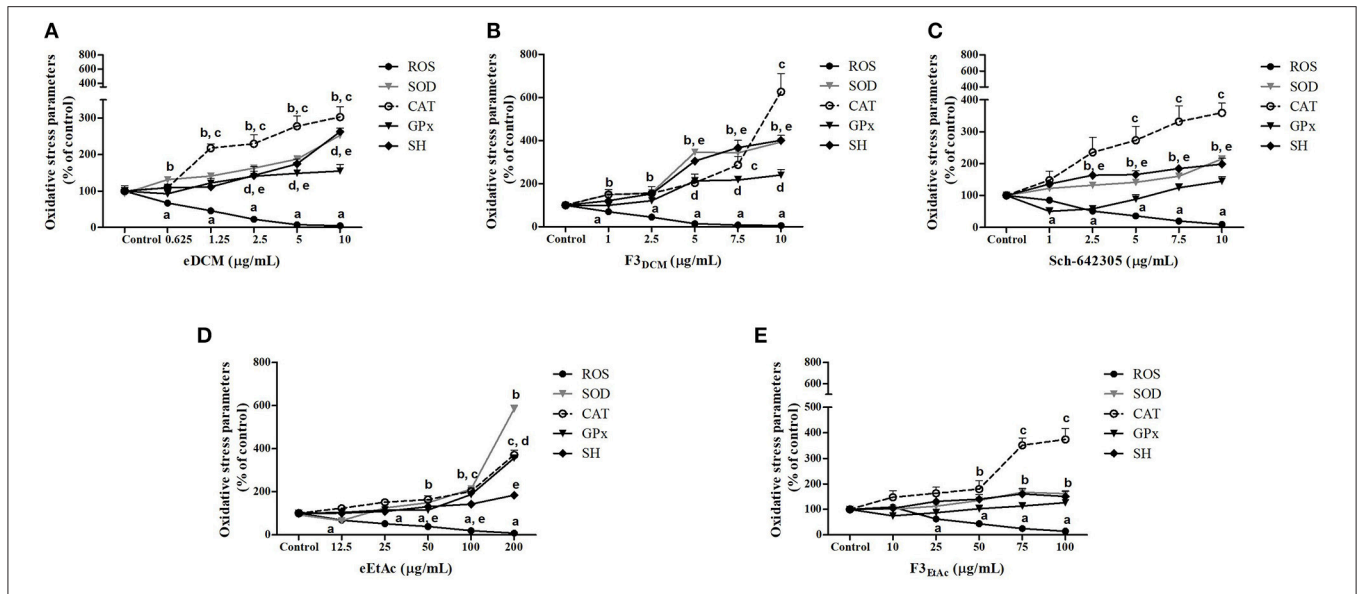 A
Oxidative stress parameters
(% of control)
800
600
400
300
200
100
0
b
b, c
b, c
b, c
b, c
d, e
d, e
d, e
a
a
a
a
a
Control 0.625 1.25 2.5 5 10
eDCM (µg/mL)
ROS
SOD
CAT
GPx
SH
B
Oxidative stress parameters
(% of control)
800
600
400
200
0
c
b
b
b, e
b, e
b, e
c
d
d
d
a
a
a
a
a
Control 1 2.5 5 7.5 10
F3DCM (µg/mL)
ROS
SOD
CAT
GPx
SH
C
Oxidative stress parameters
(% of control)
800
600
400
300
200
100
0
c
c
c
b, e
b, e
b, e
b, e
a
a
a
a
Control 1 2.5 5 7.5 10
Sch-642305 (µg/mL)
ROS
SOD
CAT
GPx
SH
D
Oxidative stress parameters
(% of control)
800
600
400
200
0
b
c, d
b
b, c
e
a
a
a, e
a, e
a
Control 12.5 25 50 100 200
eEtAc (µg/mL)
ROS
SOD
CAT
GPx
SH
E
Oxidative stress parameters
(% of control)
800
600
500
400
300
200
100
0
c
c
b
b
b
a
a
a
a
Control 10 25 50 75 100
F3EtAc (µg/mL)
ROS
SOD
CAT
GPx
SH